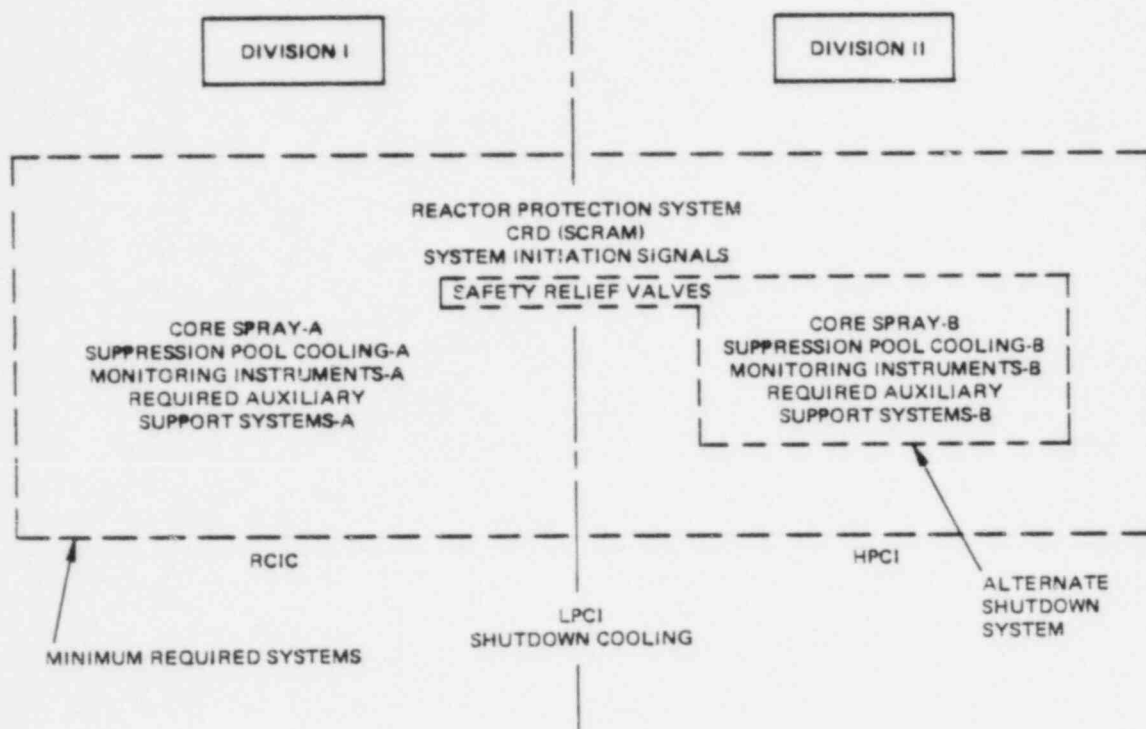 DIVISION I
DIVISION II
REACTOR PROTECTION SYSTEM
CRD (SCRAM)
SYSTEM INITIATION SIGNALS
SAFETY RELIEF VALVES
CORE SPRAY-A
SUPPRESSION POOL COOLING-A
MONITORING INSTRUMENTS-A
REQUIRED AUXILIARY
SUPPORT SYSTEMS-A
CORE SPRAY-B
SUPPRESSION POOL COOLING-B
MONITORING INSTRUMENTS-B
REQUIRED AUXILIARY
SUPPORT SYSTEMS-B
RCIC
HPCI
LPCI
SHUTDOWN COOLING
ALTERNATE
SHUTDOWN
SYSTEM
MINIMUM REQUIRED SYSTEMS